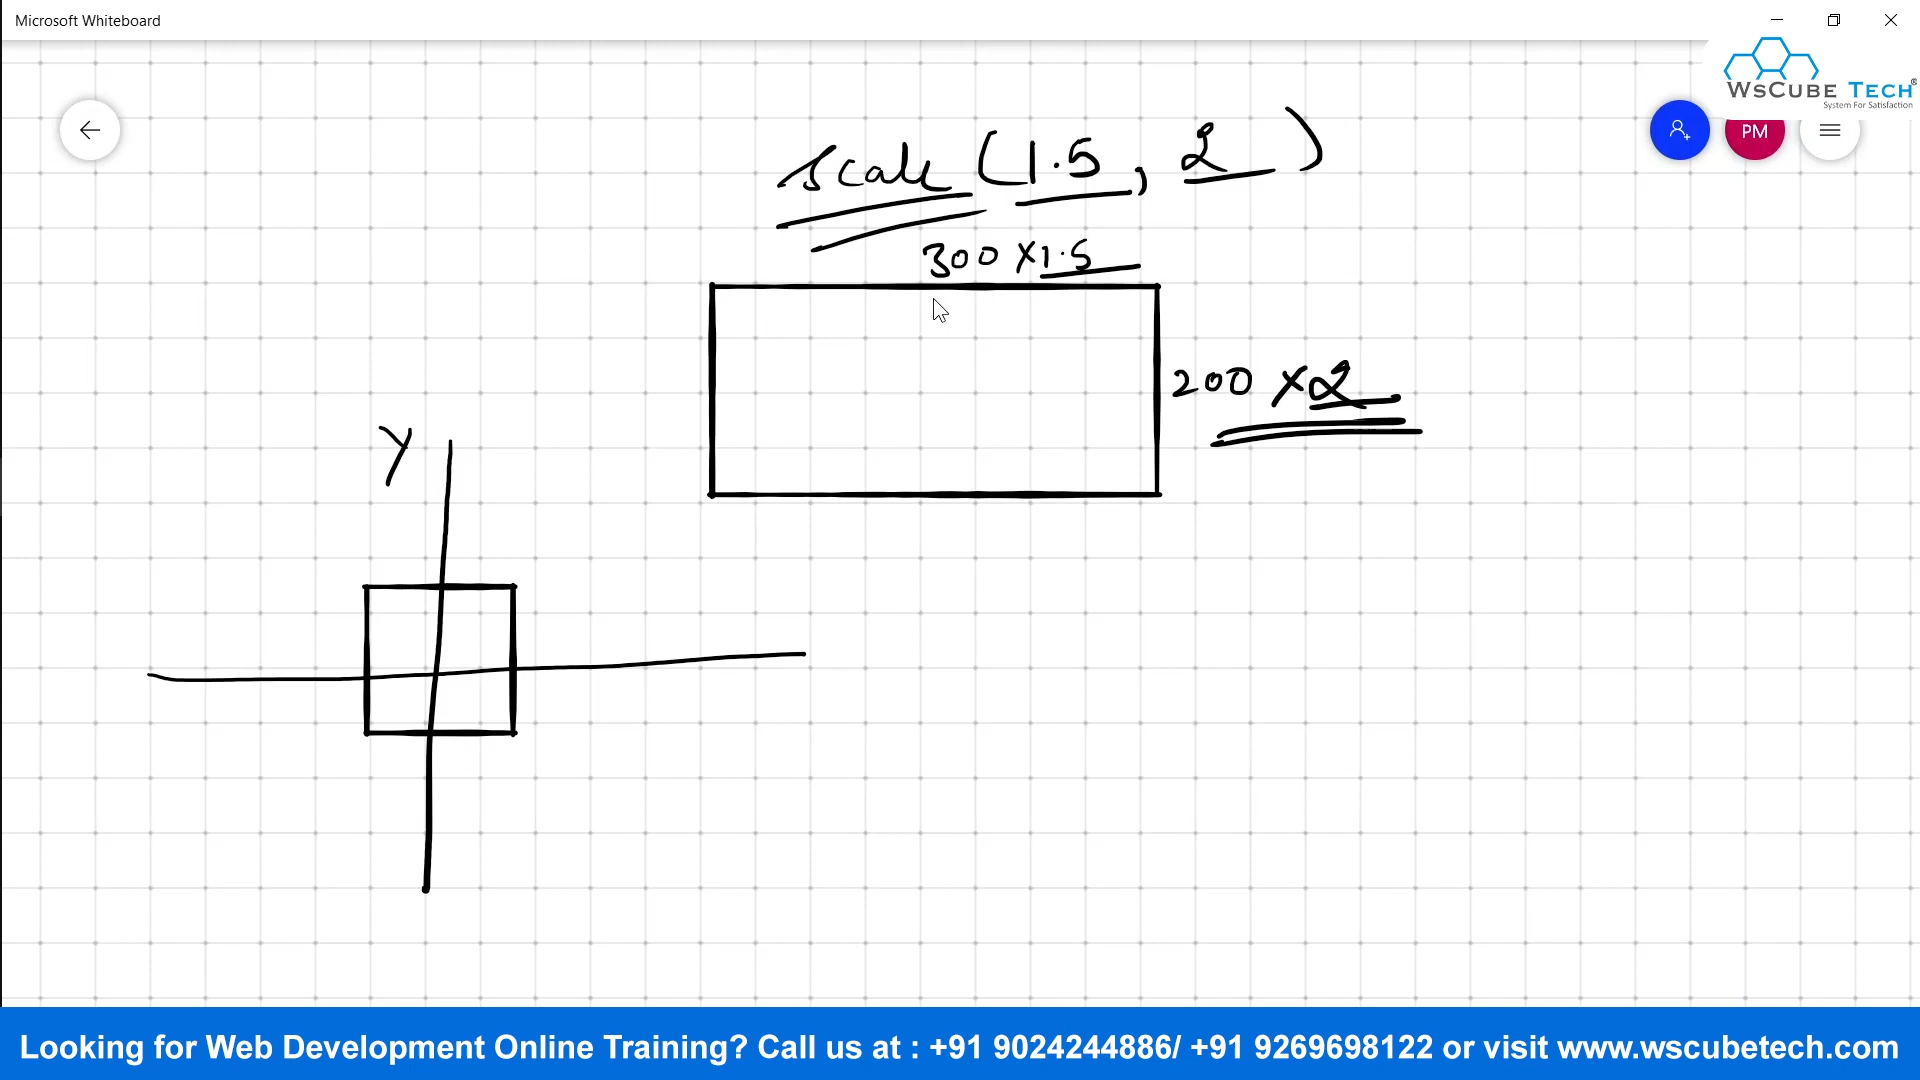 Microsoft Whiteboard
WSCUBE TECH®
System For Satisfaction
PM
scale (1.5, 2)
300 X 1.5
200 X 2
Y
Looking for Web Development Online Training? Call us at : +91 9024244886/ +91 9269698122 or visit www.wscubetech.com